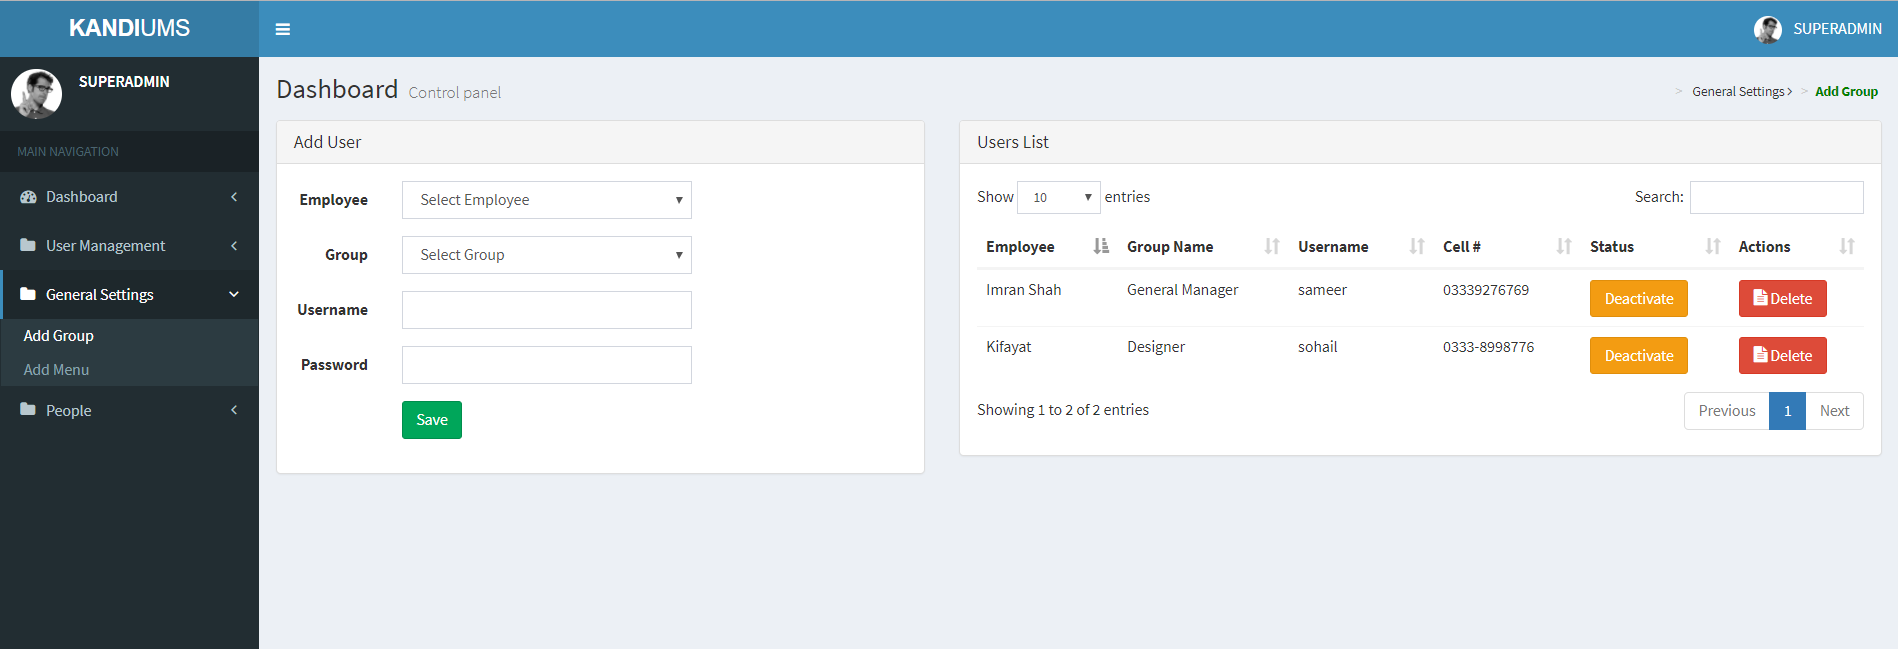 KANDIUMS
SUPERADMIN
SUPERADMIN
MAIN NAVIGATION
Dashboard
User Management
General Settings
Add Group
Add Menu
People
Dashboard Control panel
> General Settings > > Add Group
Add User
Employee Select Employee
Group Select Group
Username
Password
Save
Users List
Show 10 entries Search:
Employee Group Name Username Cell # Status Actions
Imran Shah General Manager sameer 03339276769 Deactivate Delete
Kifayat Designer sohail 0333-8998776 Deactivate Delete
Showing 1 to 2 of 2 entries Previous 1 Next